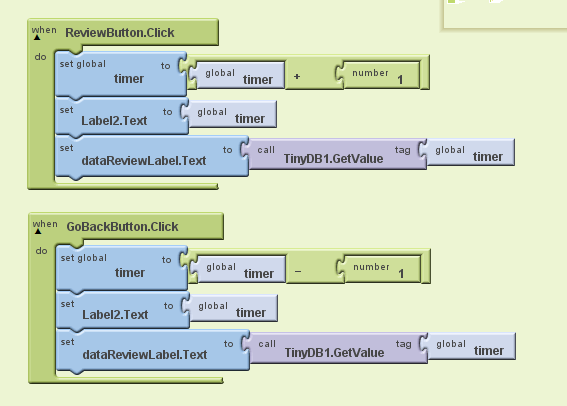 when ReviewButton.Click
do
set global timer to global timer + number 1
set Label2.Text to global timer
set dataReviewLabel.Text to call TinyDB1.GetValue tag global timer
when GoBackButton.Click
do
set global timer to global timer − number 1
set Label2.Text to global timer
set dataReviewLabel.Text to call TinyDB1.GetValue tag global timer